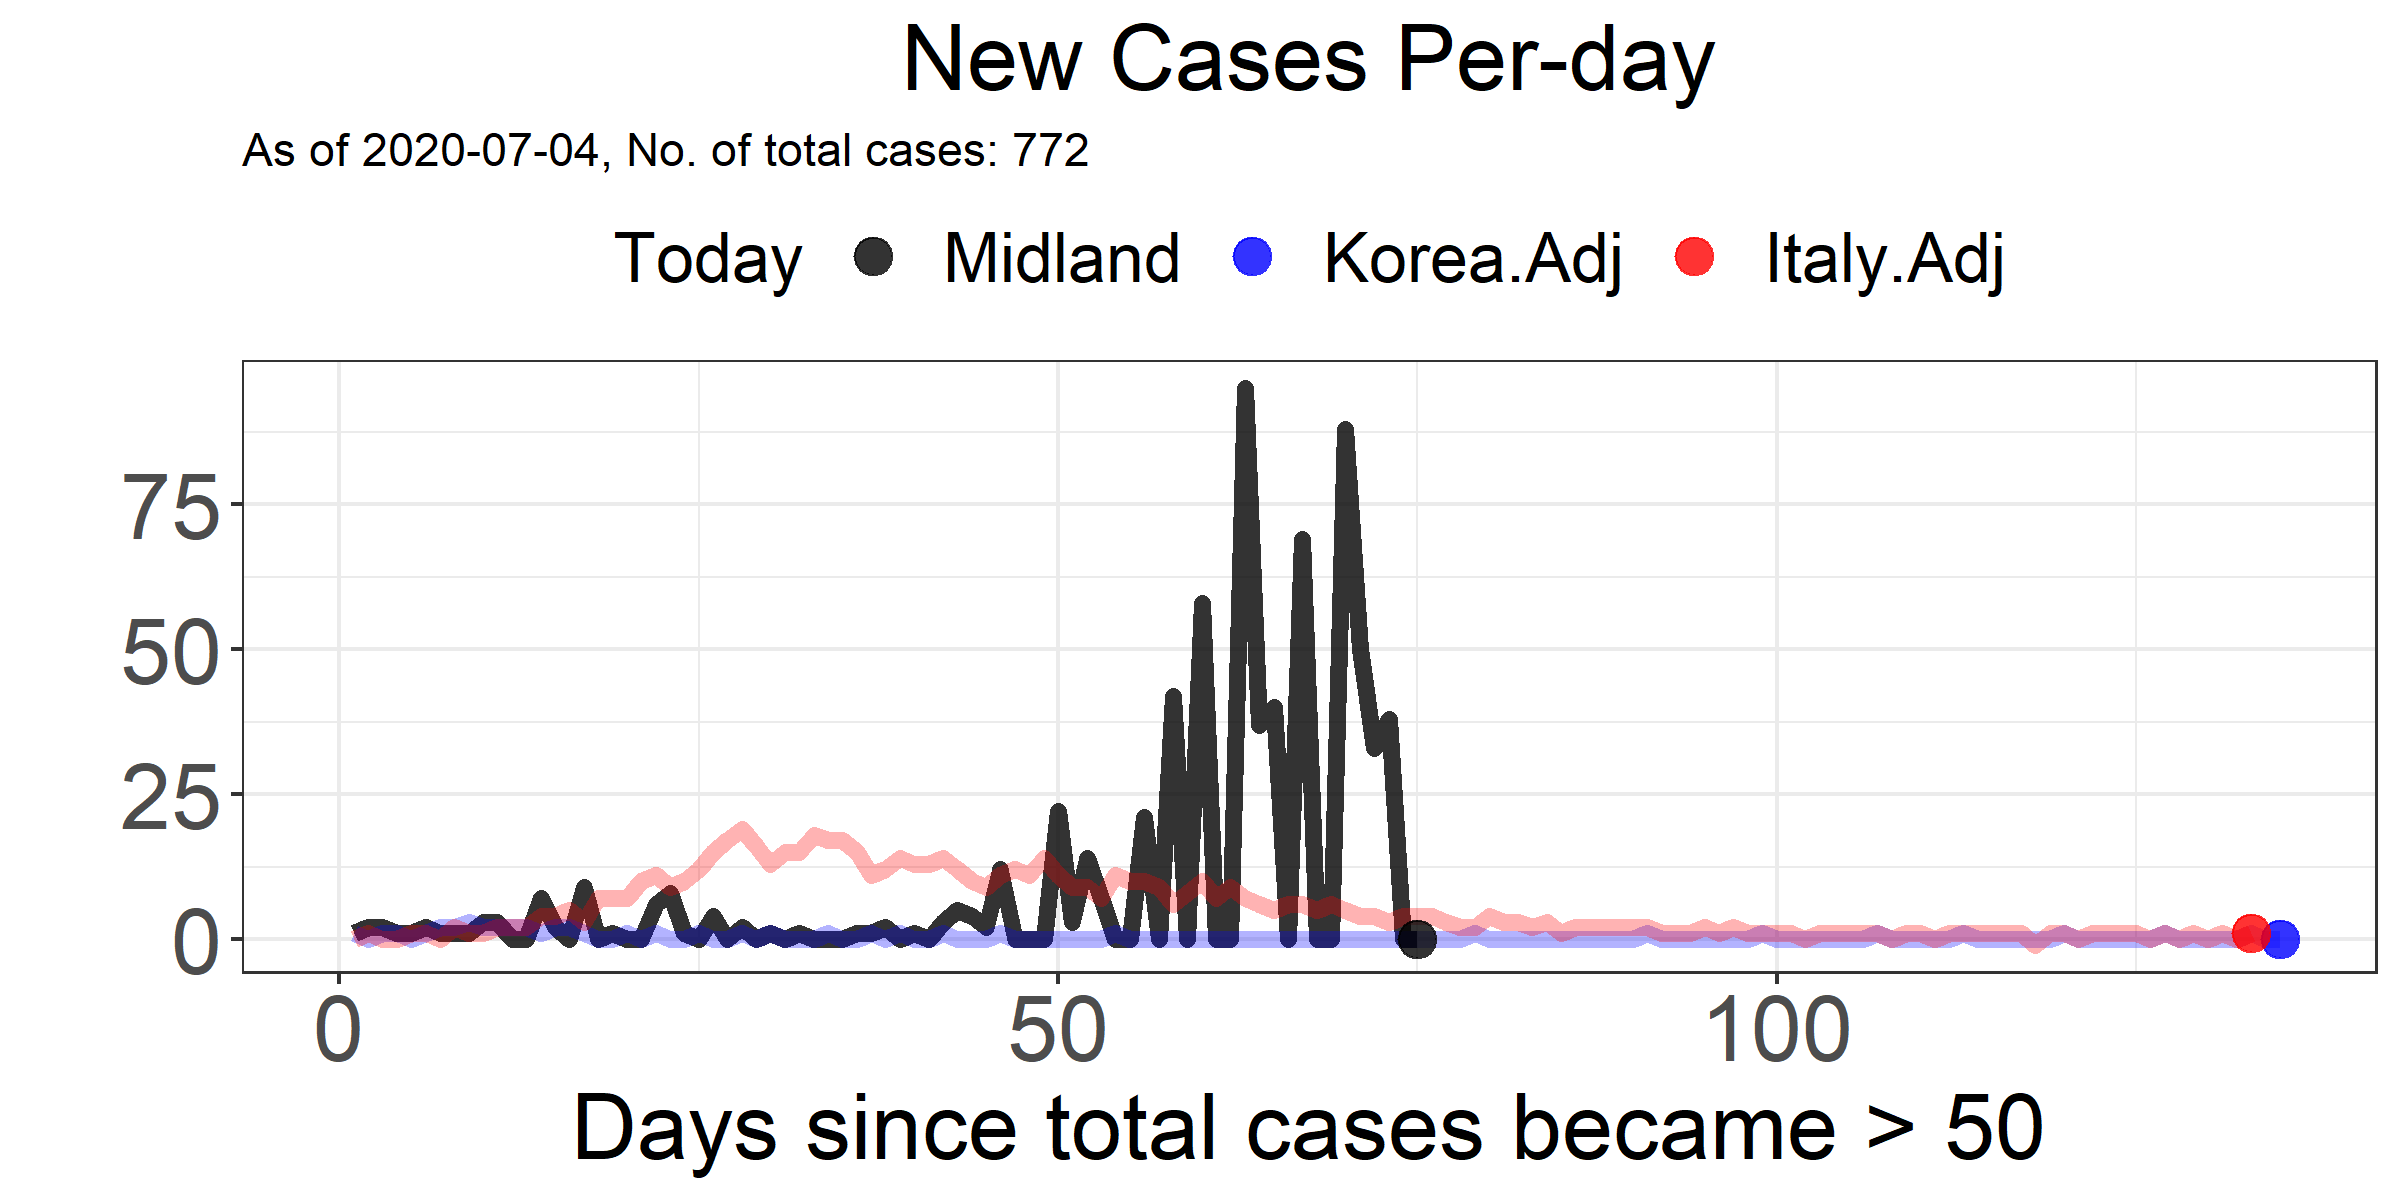 New Cases Per-day
As of 2020-07-04, No. of total cases: 772
Today Midland Korea.Adj Italy.Adj
75
50
25
0
0 50 100
Days since total cases became > 50